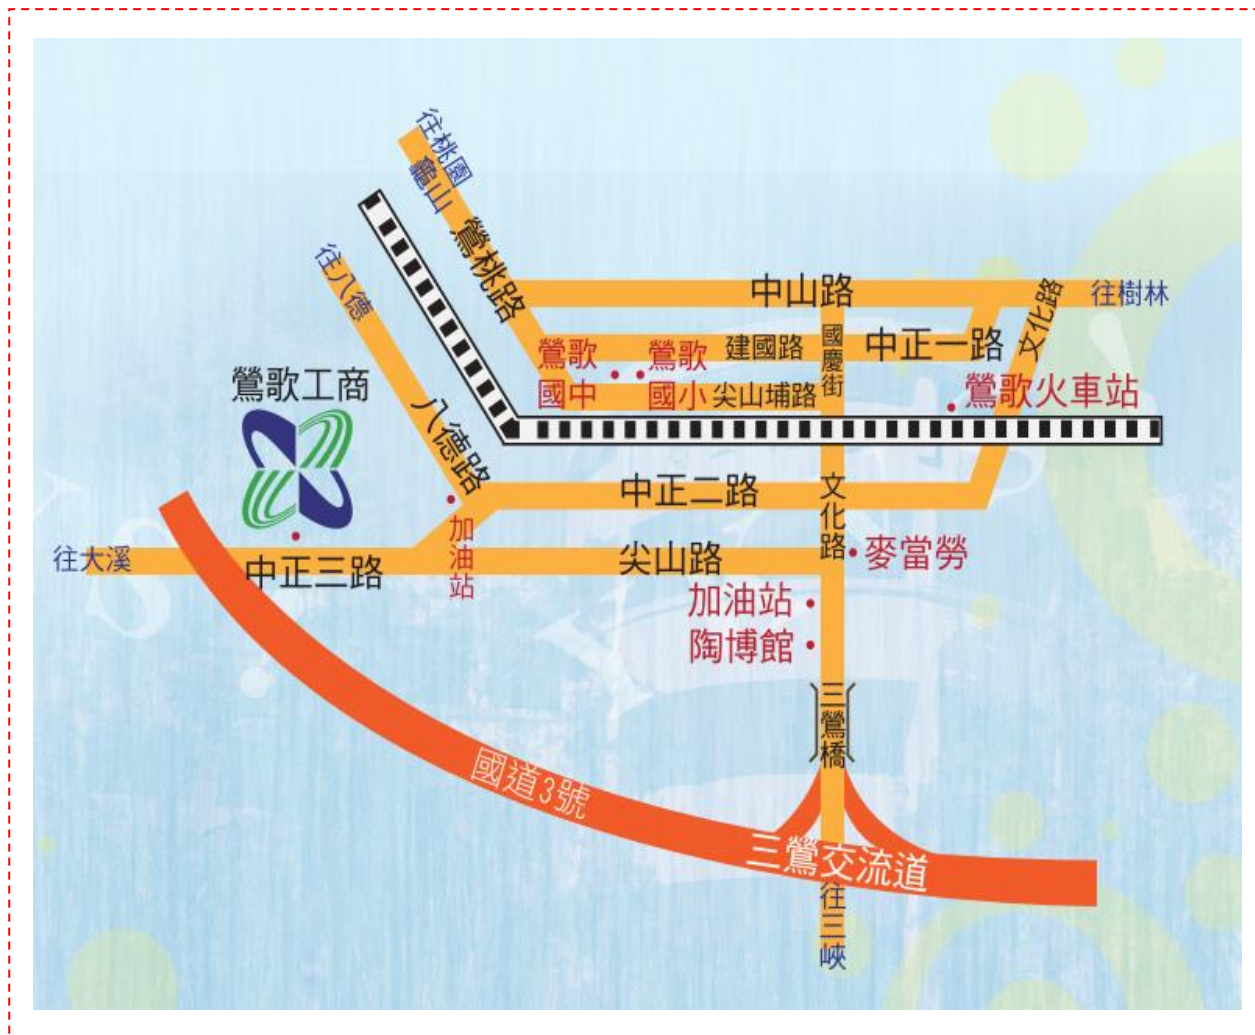 往桃園
龜山
鶯桃路
往八德
中山路
往樹林
文化路
國慶街
建國路
中正一路
鶯歌
國中
鶯歌
國小
尖山埔路
鶯歌火車站
鶯歌工商
八德路
中正二路
文化路
加油站
往大溪
中正三路
尖山路
麥當勞
加油站
陶博館
三鶯橋
國道3號
三鶯交流道
往三峽